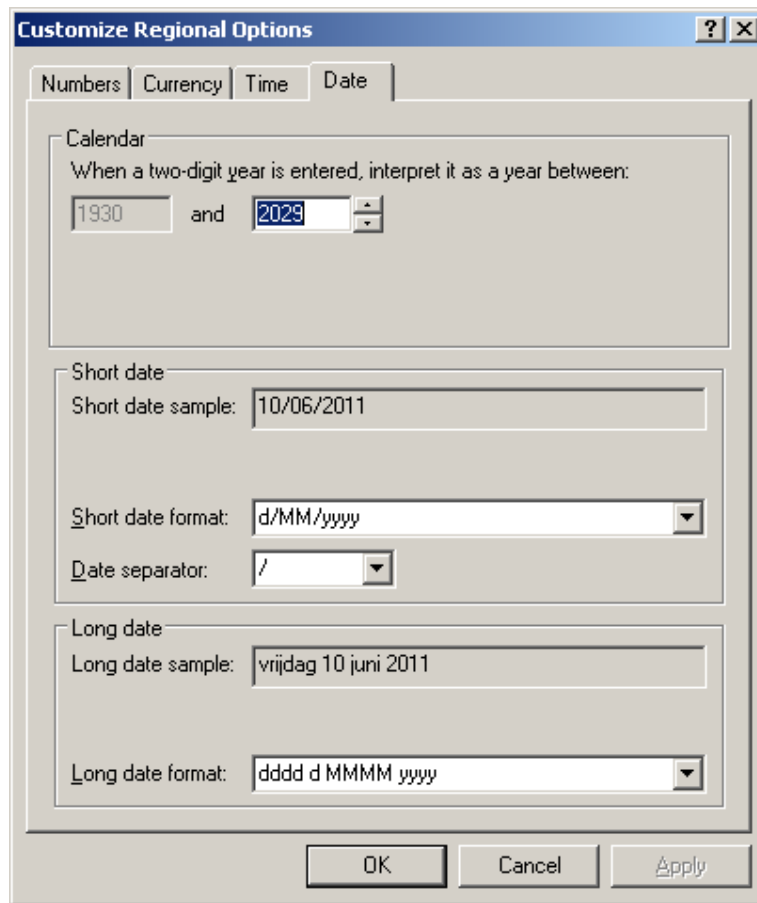 Customize Regional Options
Numbers Currency Time Date
Calendar
When a two-digit year is entered, interpret it as a year between:
1930 and 2029
Short date
Short date sample: 10/06/2011
Short date format: d/MM/yyyy
Date separator: /
Long date
Long date sample: vrijdag 10 juni 2011
Long date format: dddd d MMMM yyyy
OK Cancel Apply